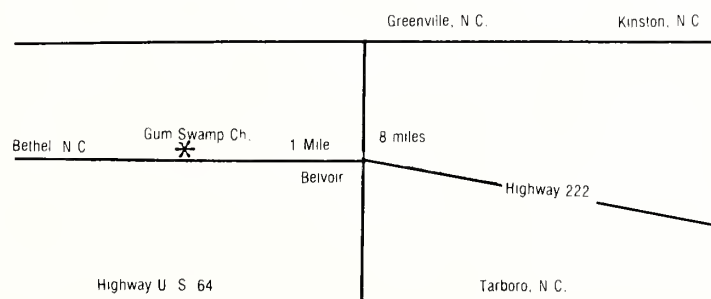 Greenville, N C. Kinston, N C
Gum Swamp Ch.
8 miles
Bethel N C
1 Mile
Belvoir
Highway 222
Highway U S 64
Tarboro, N. C.